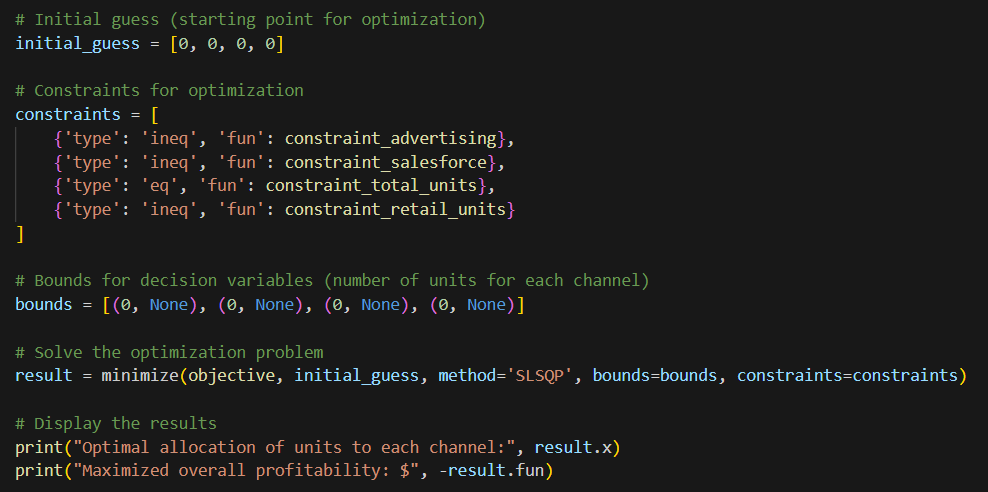 # Initial guess (starting point for optimization)
initial_guess = [0, 0, 0, 0]
# Constraints for optimization
constraints = [
    {'type': 'ineq', 'fun': constraint_advertising},
    {'type': 'ineq', 'fun': constraint_salesforce},
    {'type': 'eq', 'fun': constraint_total_units},
    {'type': 'ineq', 'fun': constraint_retail_units}
]
# Bounds for decision variables (number of units for each channel)
bounds = [(0, None), (0, None), (0, None), (0, None)]
# Solve the optimization problem
result = minimize(objective, initial_guess, method='SLSQP', bounds=bounds, constraints=constraints)
# Display the results
print("Optimal allocation of units to each channel:", result.x)
print("Maximized overall profitability: $", -result.fun)